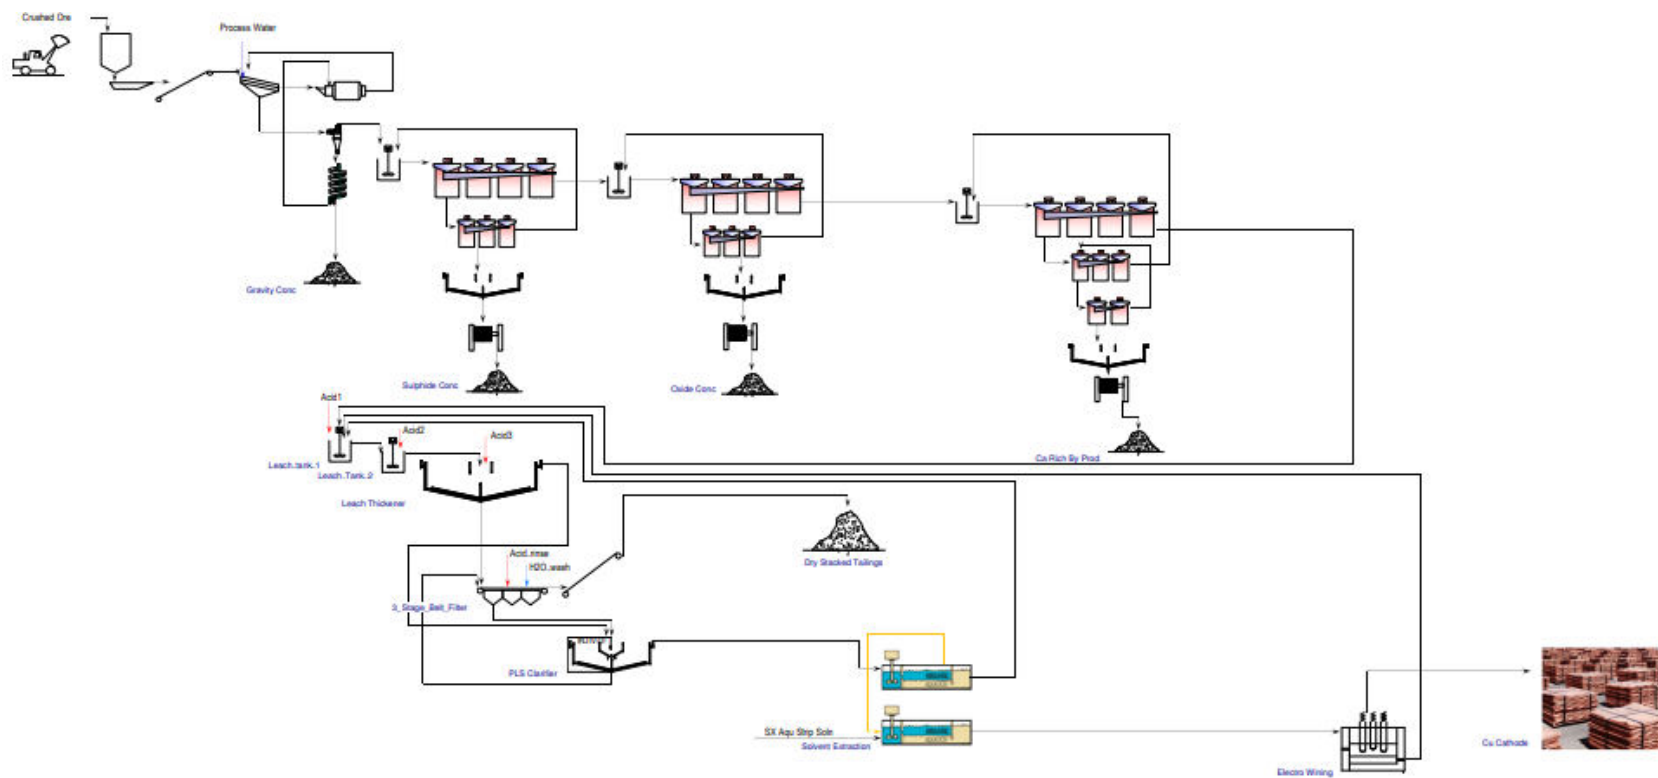 Crushed Ore
Process Water
Gravity Conc
Sulphide Conc
Oxide Conc
Ca Rich By Prod
Acid1
Acid2
Acid3
Leach.tank.1
Leach.Tank.2
Leach Thickener
Acid.rinse
H2O.wash
3_Stage_Belt_Filter
Dry Stacked Tailings
PLS Clarifier
SX Aqu Strip Soln
Solvent Extraction
Electro Wining
Cu Cathode